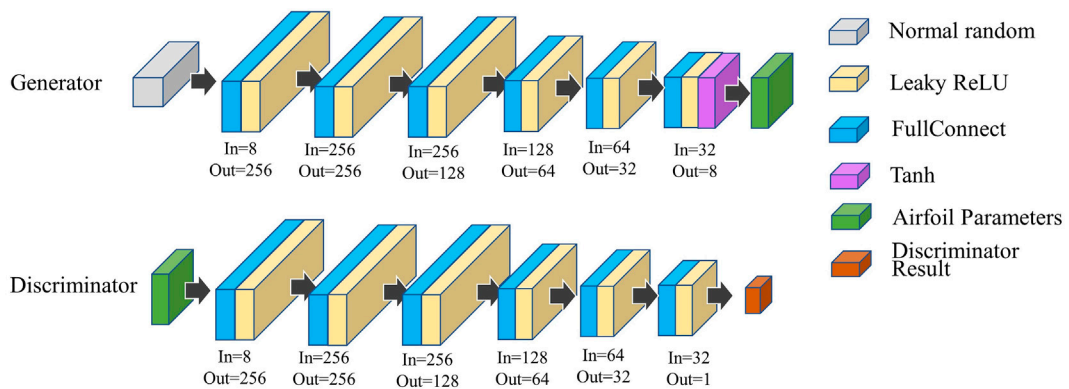 Generator
In=8
Out=256
In=256
Out=256
In=256
Out=128
In=128
Out=64
In=64
Out=32
In=32
Out=8
Discriminator
In=8
Out=256
In=256
Out=256
In=256
Out=128
In=128
Out=64
In=64
Out=32
In=32
Out=1
Normal random
Leaky ReLU
FullConnect
Tanh
Airfoil Parameters
Discriminator
Result